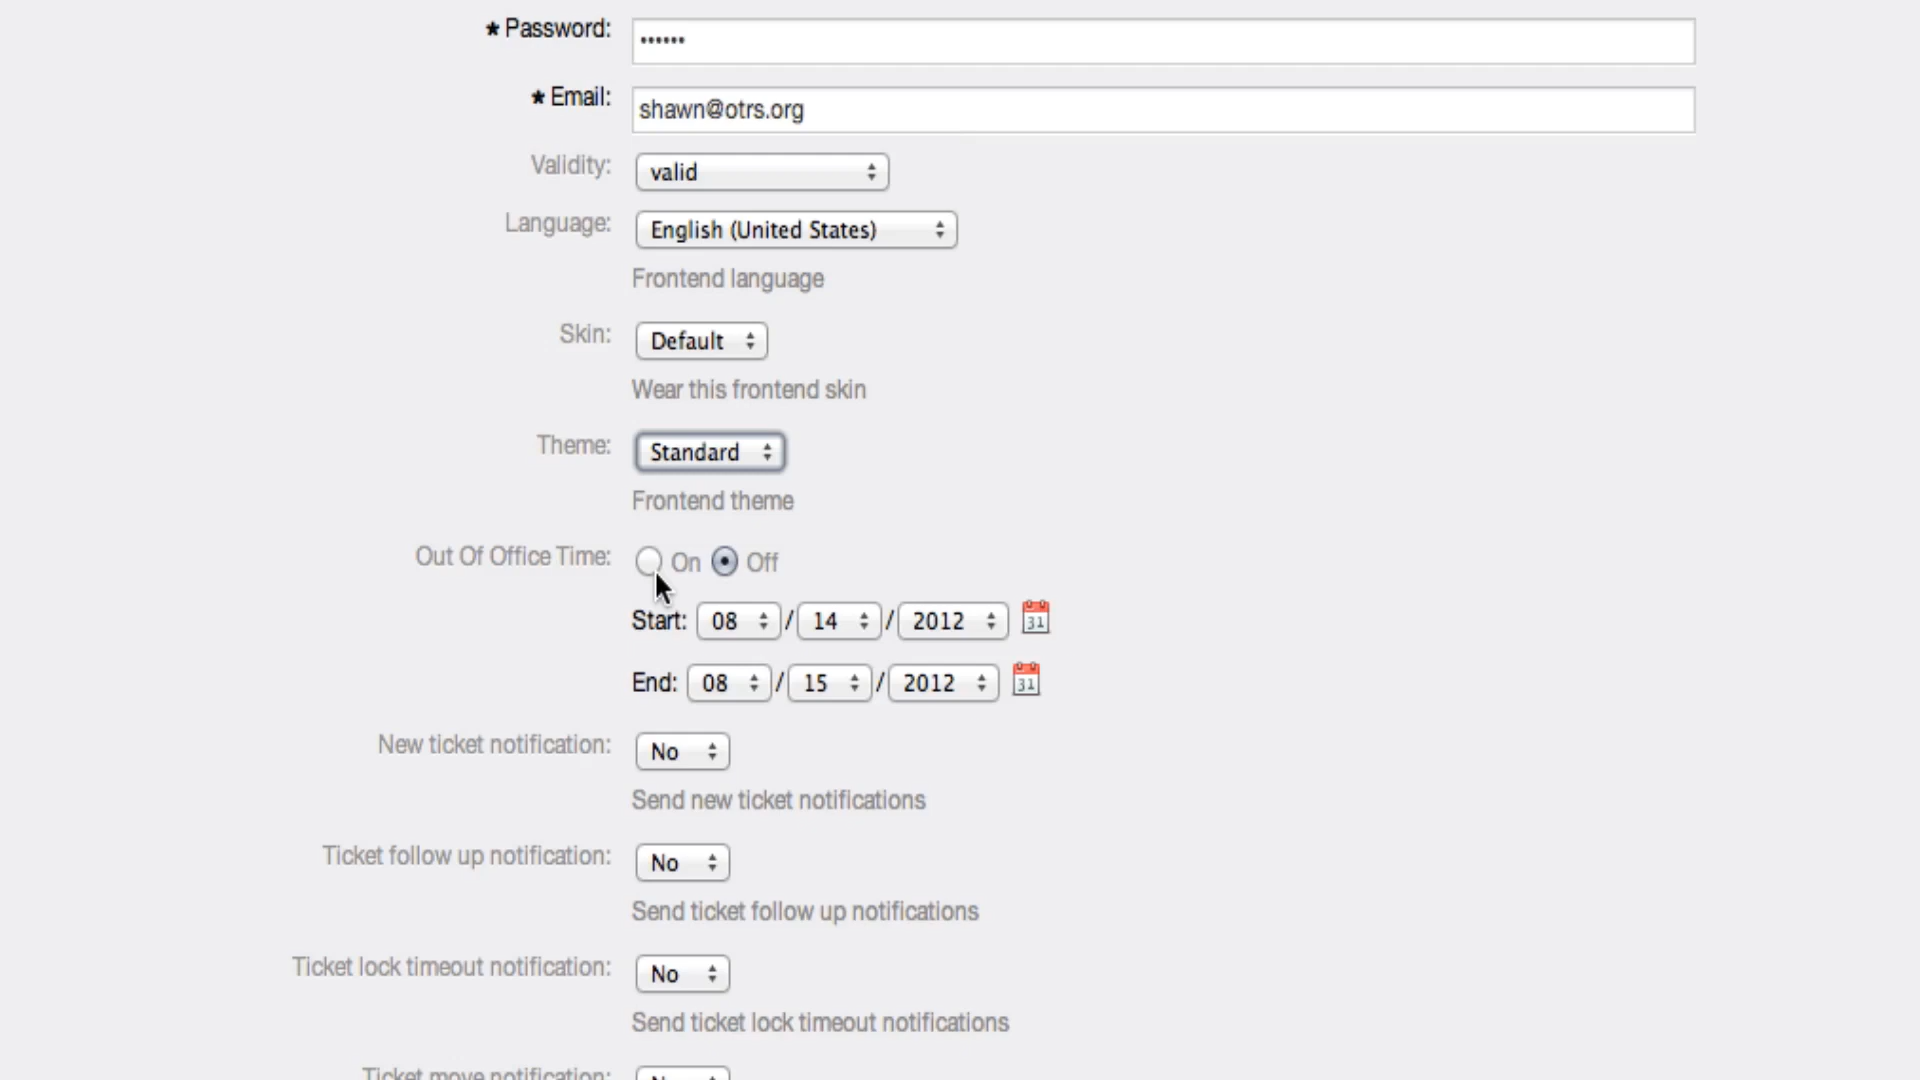 * Password: ••••••
* Email: shawn@otrs.org
Validity: valid
Language: English (United States)
Frontend language
Skin: Default
Wear this frontend skin
Theme: Standard
Frontend theme
Out Of Office Time: On Off
Start: 08 / 14 / 2012 31
End: 08 / 15 / 2012 31
New ticket notification: No
Send new ticket notifications
Ticket follow up notification: No
Send ticket follow up notifications
Ticket lock timeout notification: No
Send ticket lock timeout notifications
Ticket move notification: